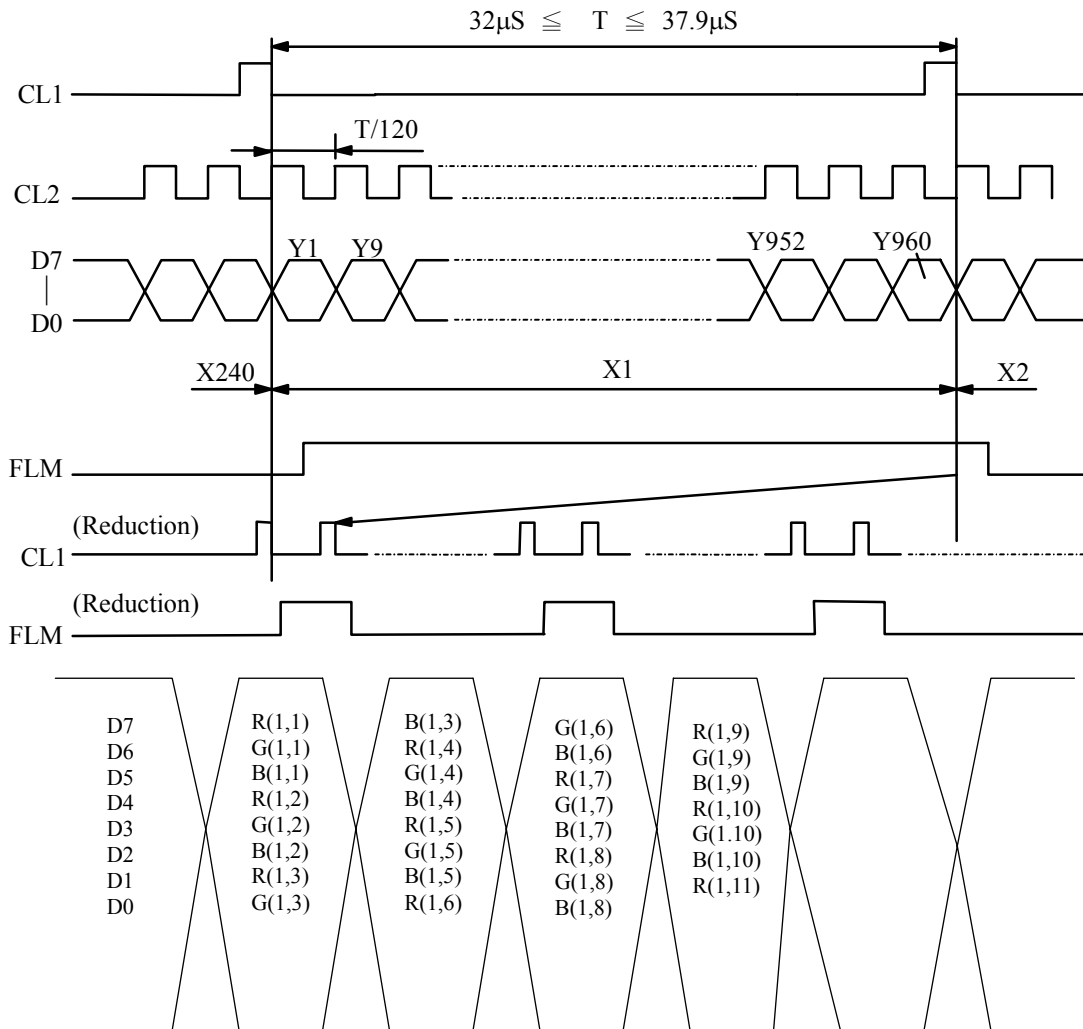 32μS ≦ T ≦ 37.9μS
CL1
T/120
CL2
D7
Y1 Y9 Y952 Y960
D0
X240 X1 X2
FLM
(Reduction)
CL1
(Reduction)
FLM
D7 R(1,1) B(1,3) G(1,6) R(1,9)
D6 G(1,1) R(1,4) B(1,6) G(1,9)
D5 B(1,1) G(1,4) R(1,7) B(1,9)
D4 R(1,2) B(1,4) G(1,7) R(1,10)
D3 G(1,2) R(1,5) B(1,7) G(1.10)
D2 B(1,2) G(1,5) R(1,8) B(1,10)
D1 R(1,3) B(1,5) G(1,8) R(1,11)
D0 G(1,3) R(1,6) B(1,8)